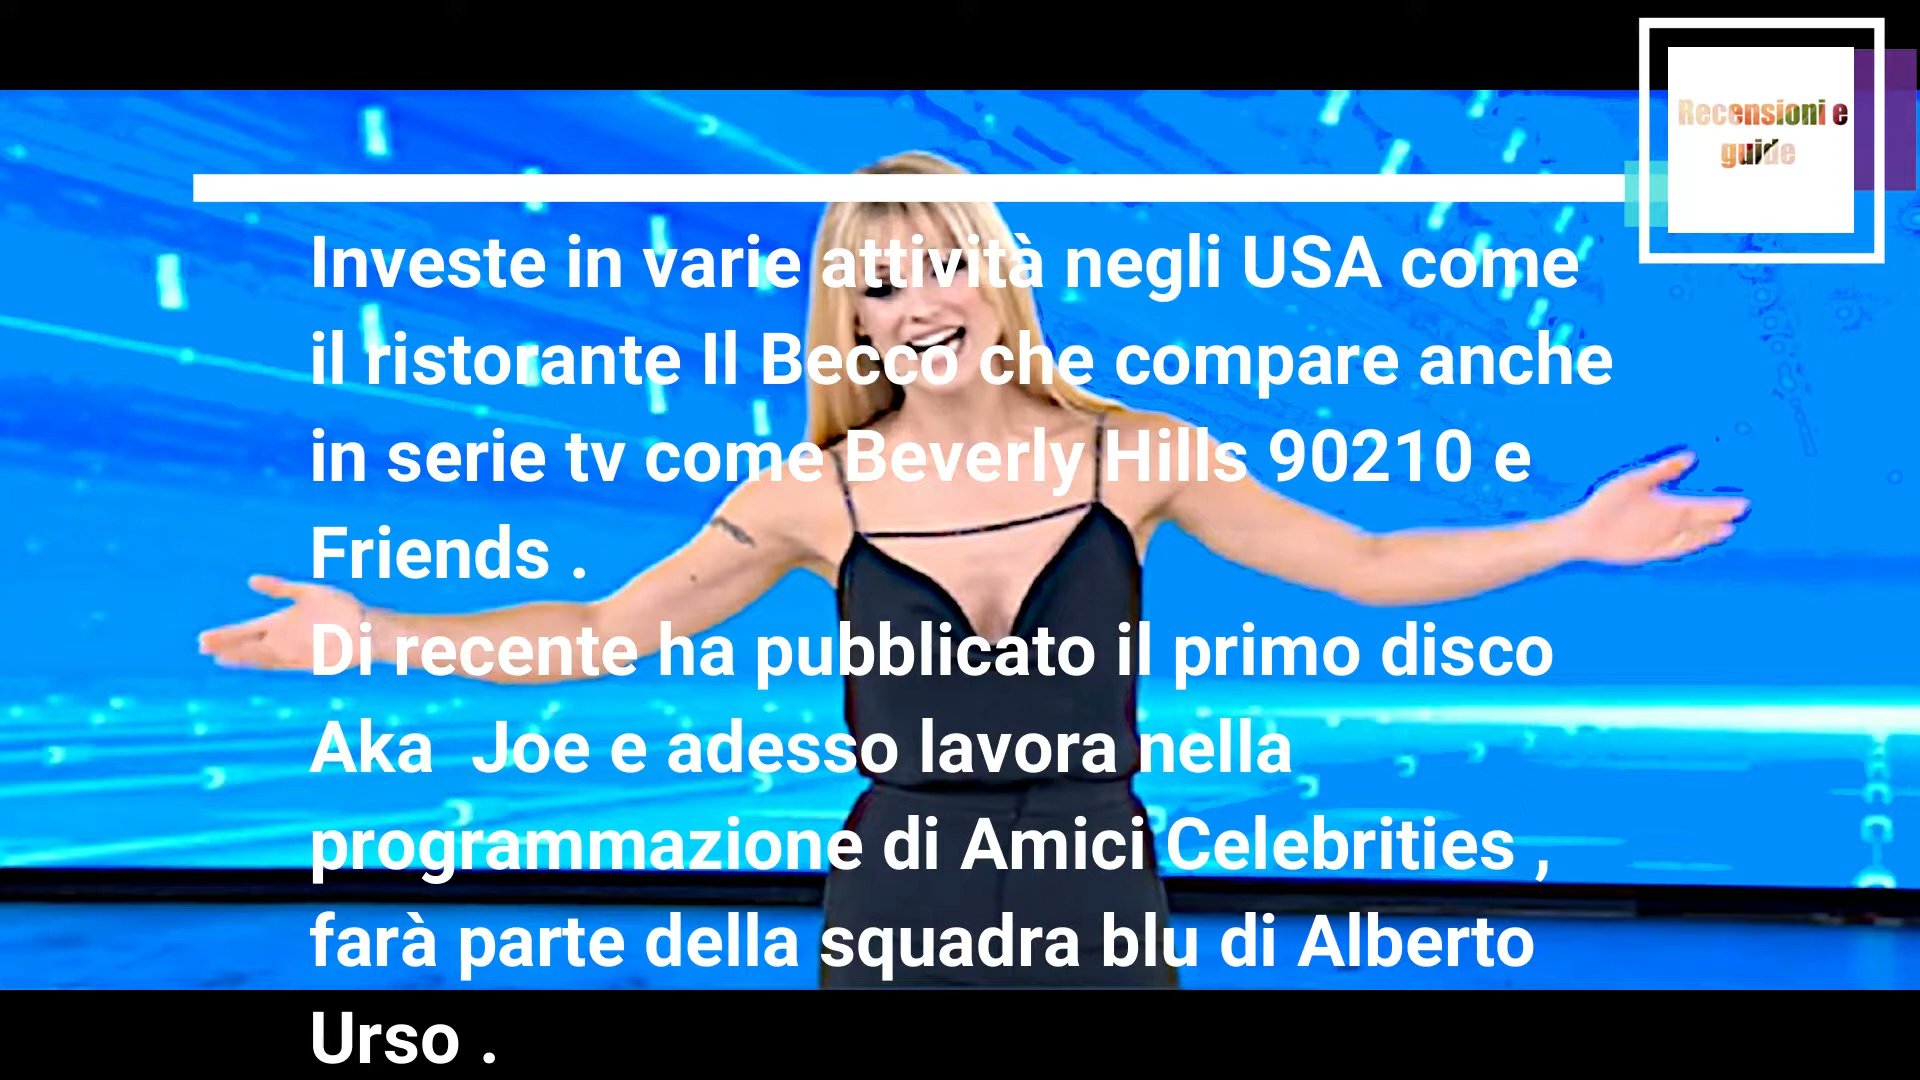 Recensioni e
guide
Investe in varie attività negli USA come
il ristorante Il Becco che compare anche
in serie tv come Beverly Hills 90210 e
Friends .
Di recente ha pubblicato il primo disco
Aka  Joe e adesso lavora nella
programmazione di Amici Celebrities ,
farà parte della squadra blu di Alberto
Urso .